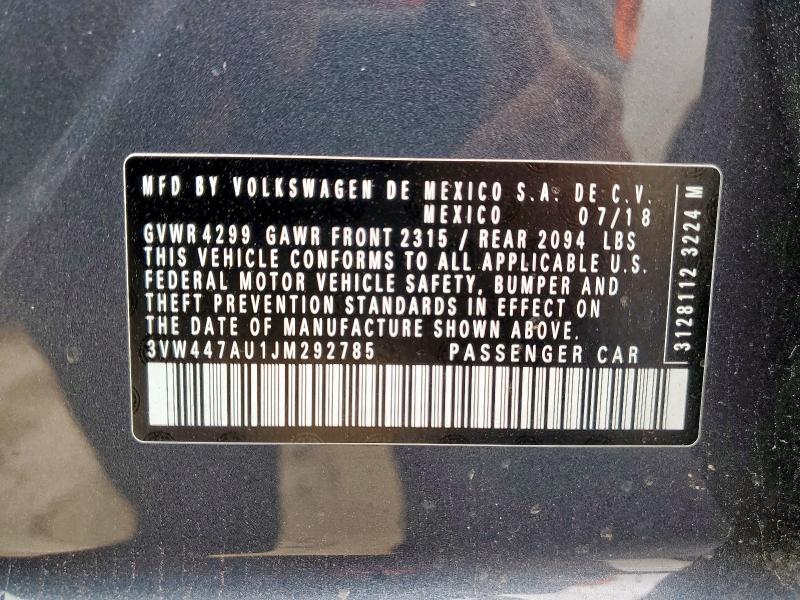 MFD BY VOLKSWAGEN DE MEXICO S.A. DE C.V.
MEXICO 07/18
GVWR 4299 GAWR FRONT 2315 / REAR 2094 LBS
THIS VEHICLE CONFORMS TO ALL APPLICABLE U.S.
FEDERAL MOTOR VEHICLE SAFETY, BUMPER AND
THEFT PREVENTION STANDARDS IN EFFECT ON
THE DATE OF MANUFACTURE SHOWN ABOVE.
3VW447AU1JM292785 PASSENGER CAR
3128112 3224 M